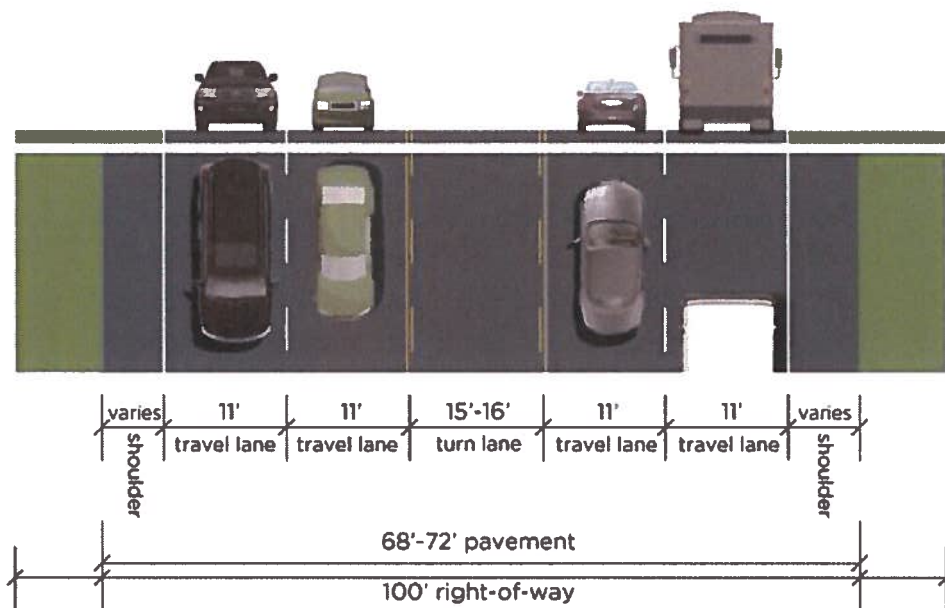 varies 11' 11' 15'-16' 11' 11' varies
shoulder travel lane travel lane turn lane travel lane travel lane shoulder
68'-72' pavement
100' right-of-way